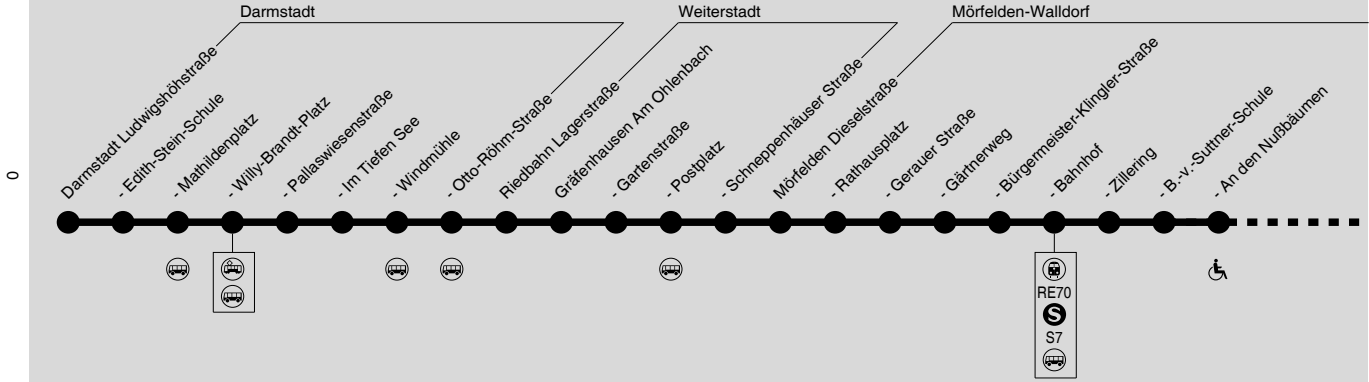 Darmstadt
Weiterstadt
Mörfelden-Walldorf
Darmstadt Ludwigshöhstraße
- Edith-Stein-Schule
- Mathildenplatz
- Willy-Brandt-Platz
- Pallaswiesenstraße
- Im Tiefen See
- Windmühle
- Otto-Röhm-Straße
Riedbahn Lagerstraße
Gräfenhausen Am Ohlenbach
- Gartenstraße
- Postplatz
- Schneppenhäuser Straße
Mörfelden Dieselstraße
- Rathausplatz
- Gerauer Straße
- Gärtnerweg
- Bürgermeister-Klingler-Straße
- Bahnhof
- Zillering
- B.-v.-Suttner-Schule
- An den Nußbäumen
0
RE70
S
S7